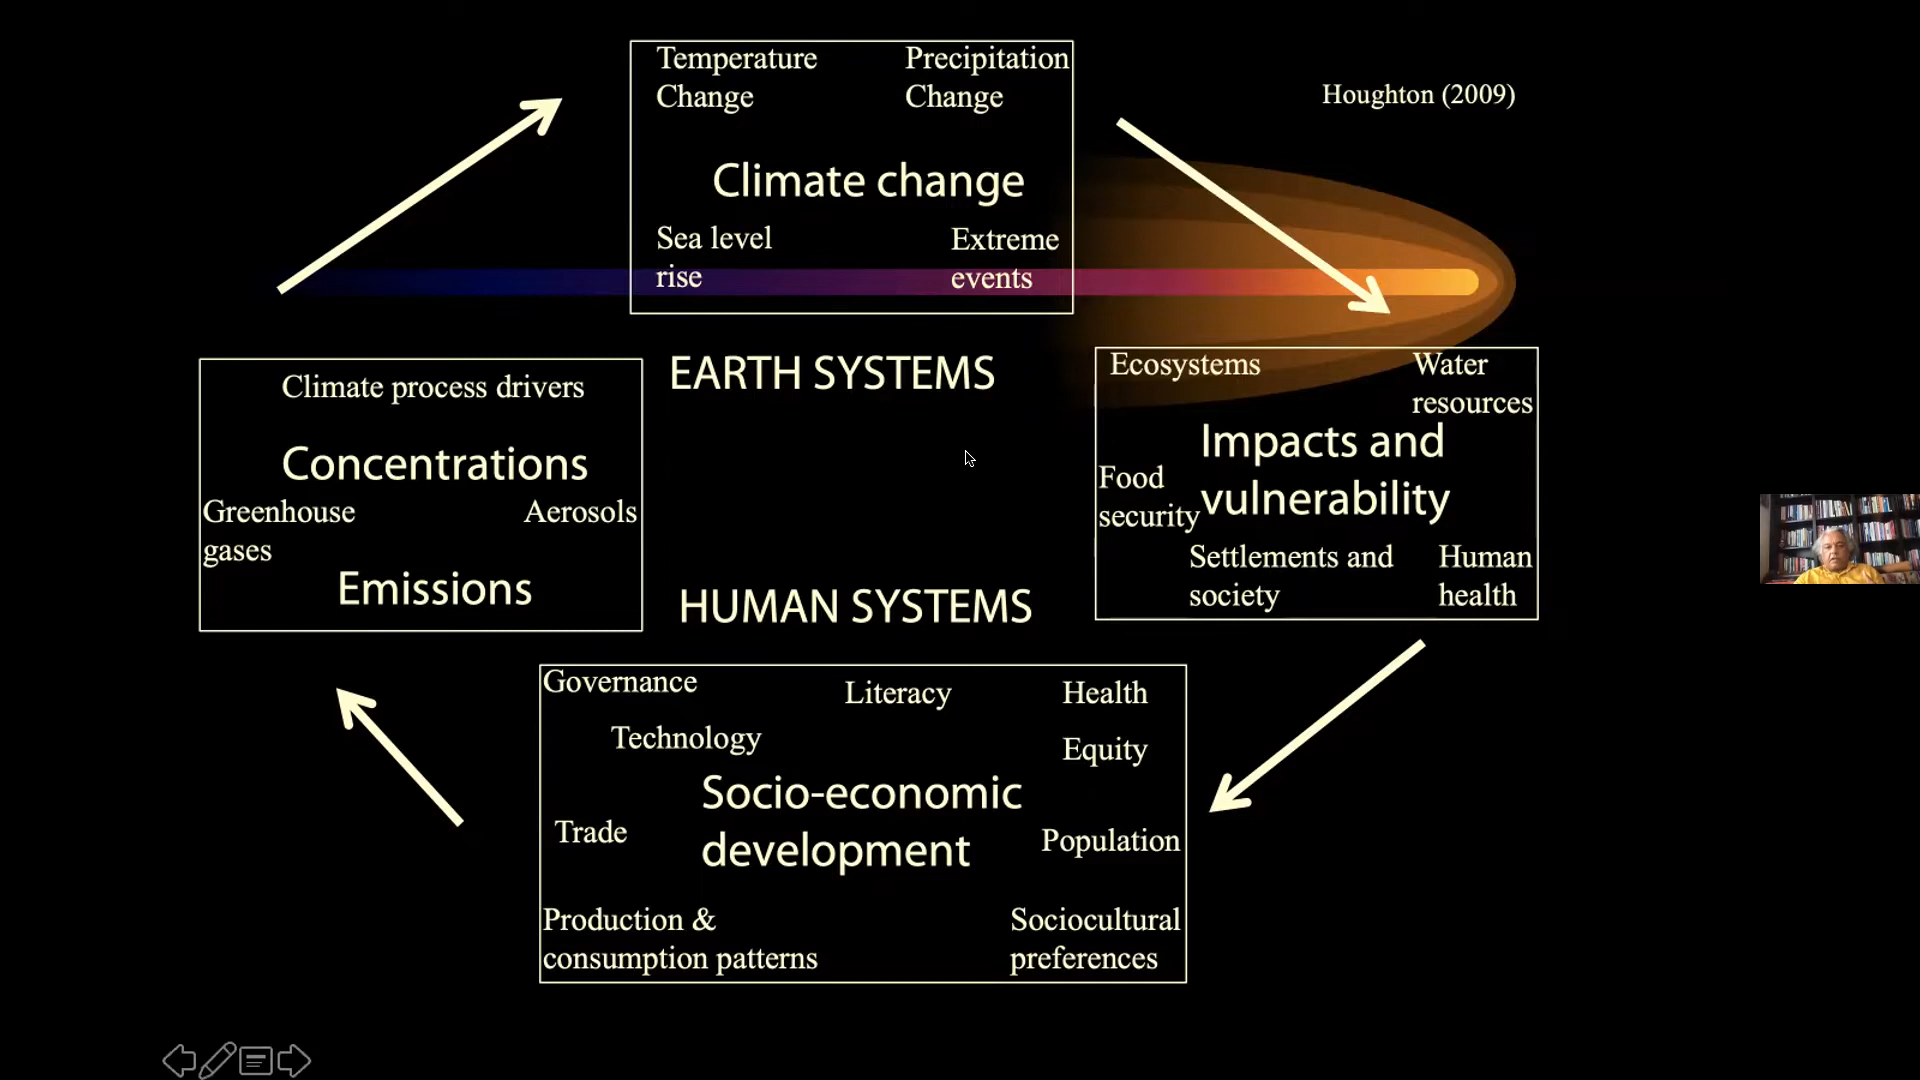 Temperature Change
Precipitation Change
Houghton (2009)
Climate change
Sea level rise
Extreme events
EARTH SYSTEMS
Climate process drivers
Concentrations
Greenhouse gases
Aerosols
Emissions
Ecosystems
Water resources
Impacts and vulnerability
Food security
Settlements and society
Human health
HUMAN SYSTEMS
Governance
Literacy
Health
Technology
Equity
Socio-economic development
Trade
Population
Production & consumption patterns
Sociocultural preferences